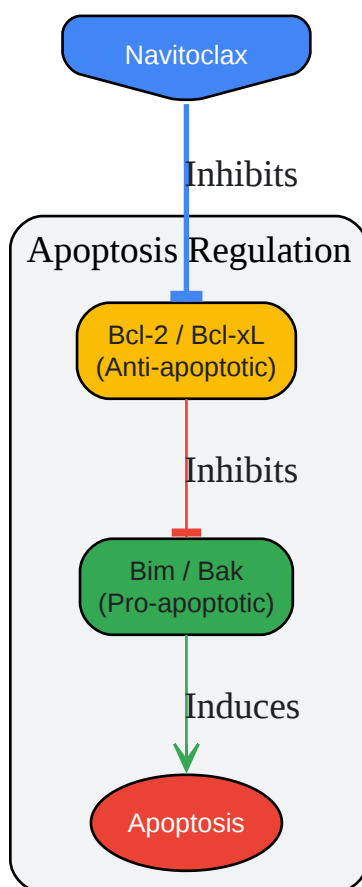 Navitoclax
Inhibits
Apoptosis Regulation
Bcl-2 / Bcl-xL
(Anti-apoptotic)
Inhibits
Bim / Bak
(Pro-apoptotic)
Induces
Apoptosis